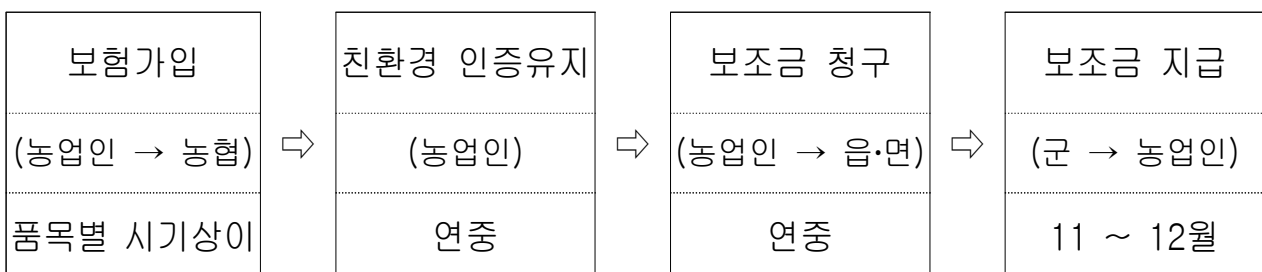 보험가입 친환경 인증유지 보조금 청구 보조금 지급
(농업인 → 농협) ⇨ (농업인) ⇨ (농업인 → 읍·면) ⇨ (군 → 농업인)
품목별 시기상이 연중 연중 11 ~ 12월